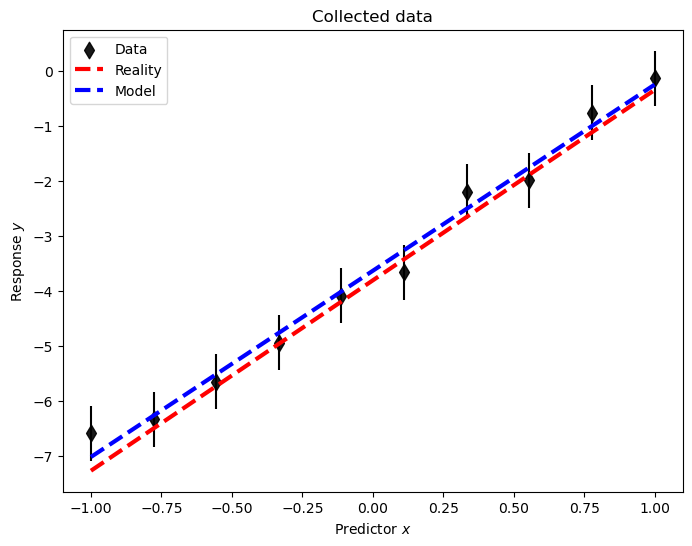 Collected data
Data
Reality
Model
0
−1
−2
−3
−4
−5
−6
−7
Response y
−1.00 −0.75 −0.50 −0.25 0.00 0.25 0.50 0.75 1.00
Predictor x